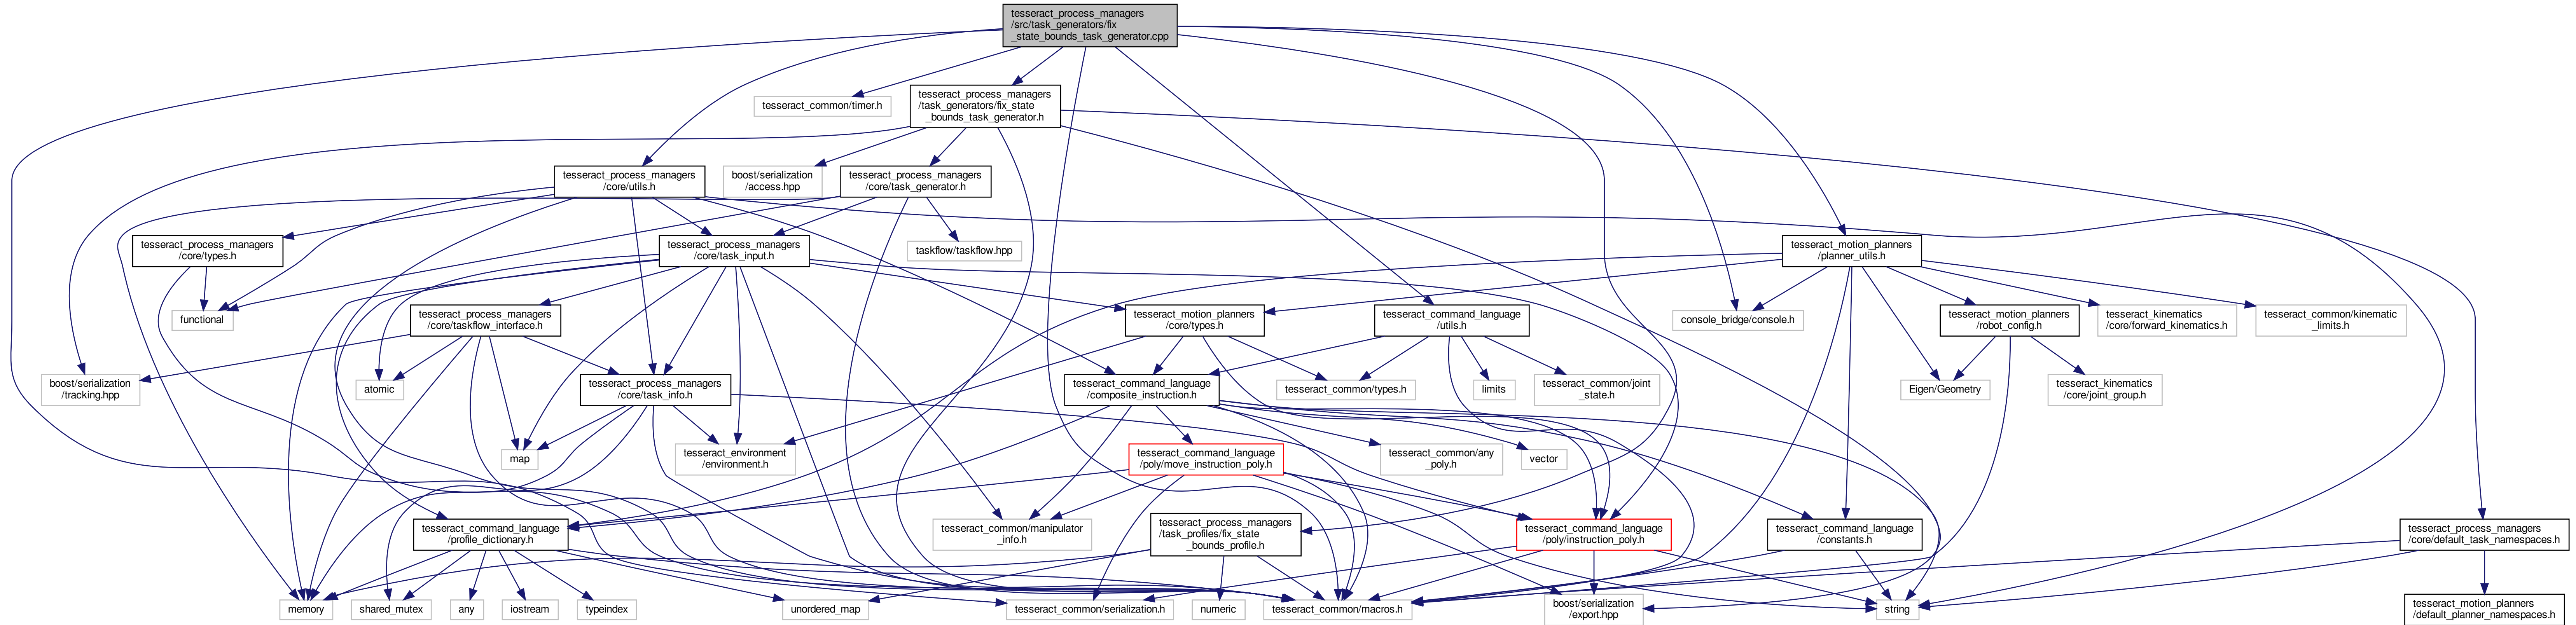 tesseract_process_managers
/src/task_generators/fix
_state_bounds_task_generator.cpp
tesseract_common/timer.h
tesseract_process_managers
/task_generators/fix_state
_bounds_task_generator.h
tesseract_process_managers
/core/utils.h
boost/serialization
/access.hpp
tesseract_process_managers
/core/task_generator.h
tesseract_process_managers
/core/types.h
tesseract_process_managers
/core/task_input.h
taskflow/taskflow.hpp
tesseract_motion_planners
/planner_utils.h
functional
tesseract_process_managers
/core/taskflow_interface.h
tesseract_motion_planners
/core/types.h
tesseract_command_language
/utils.h
console_bridge/console.h
tesseract_motion_planners
/robot_config.h
tesseract_kinematics
/core/forward_kinematics.h
tesseract_common/kinematic
_limits.h
boost/serialization
/tracking.hpp
atomic
tesseract_process_managers
/core/task_info.h
tesseract_command_language
/composite_instruction.h
tesseract_common/types.h
limits
tesseract_common/joint
_state.h
Eigen/Geometry
tesseract_kinematics
/core/joint_group.h
map
tesseract_environment
/environment.h
tesseract_command_language
/poly/move_instruction_poly.h
tesseract_common/any
_poly.h
vector
tesseract_command_language
/profile_dictionary.h
tesseract_common/manipulator
_info.h
tesseract_process_managers
/task_profiles/fix_state
_bounds_profile.h
tesseract_command_language
/poly/instruction_poly.h
tesseract_command_language
/constants.h
tesseract_process_managers
/core/default_task_namespaces.h
memory
shared_mutex
any
iostream
typeindex
unordered_map
tesseract_common/serialization.h
numeric
tesseract_common/macros.h
boost/serialization
/export.hpp
string
tesseract_motion_planners
/default_planner_namespaces.h